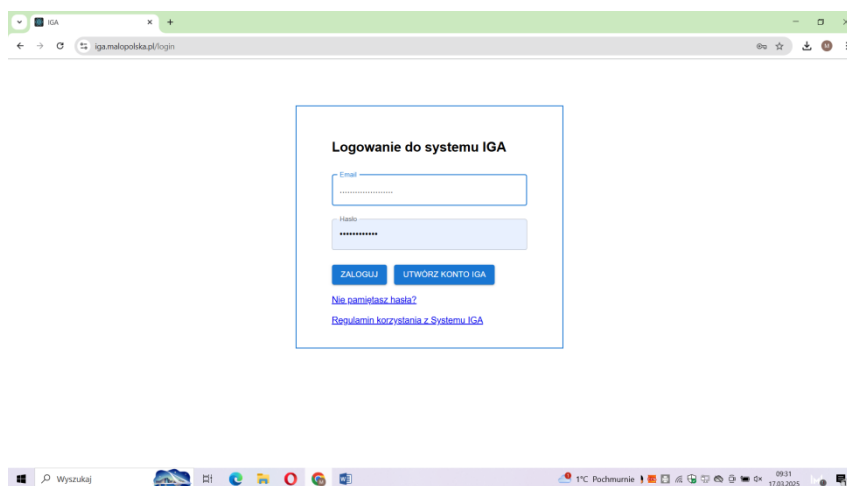 IGA
iga.malopolska.pl/login
M
Logowanie do systemu IGA
Email
Hasło
ZALOGUJ
UTWÓRZ KONTO IGA
Nie pamiętasz hasła?
Regulamin korzystania z Systemu IGA
Wyszukaj
1°C Pochmurnie
09:31
17.03.2025